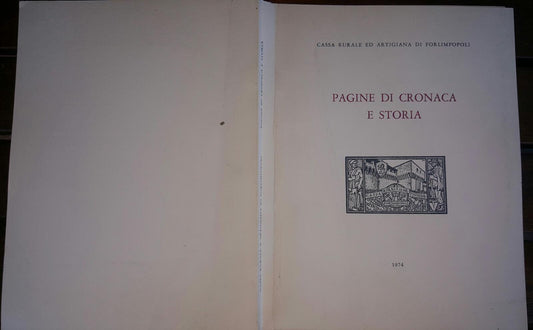 CASSA RURALE ED ARTIGIANA DI FORLIMPOPOLI
PAGINE DI CRONACA
E STORIA
1974